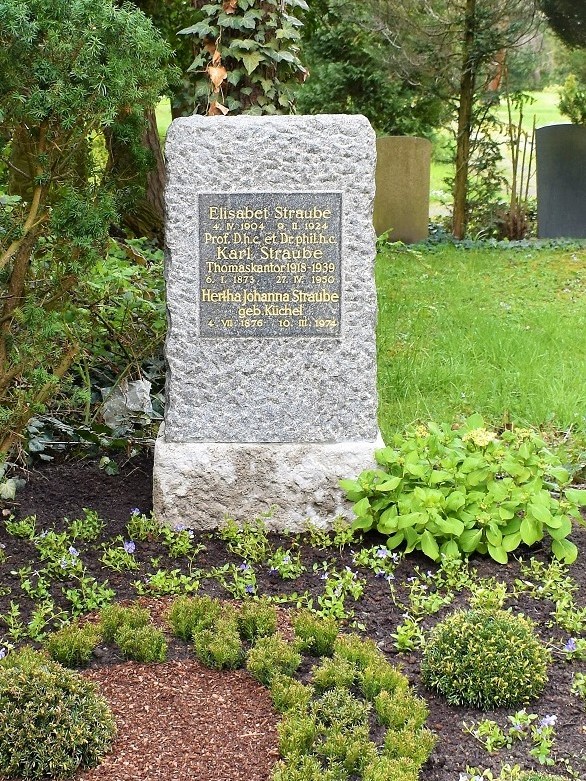 Elisabet Straube
4. IV. 1904 9. II. 1924
Prof. D. h. c. et Dr. phil. h. c.
Karl Straube
Thomaskantor 1918-1939
6. I. 1873 27. IV. 1950
Hertha Johanna Straube
geb. Küchel
4. VII. 1876 10. III. 1974